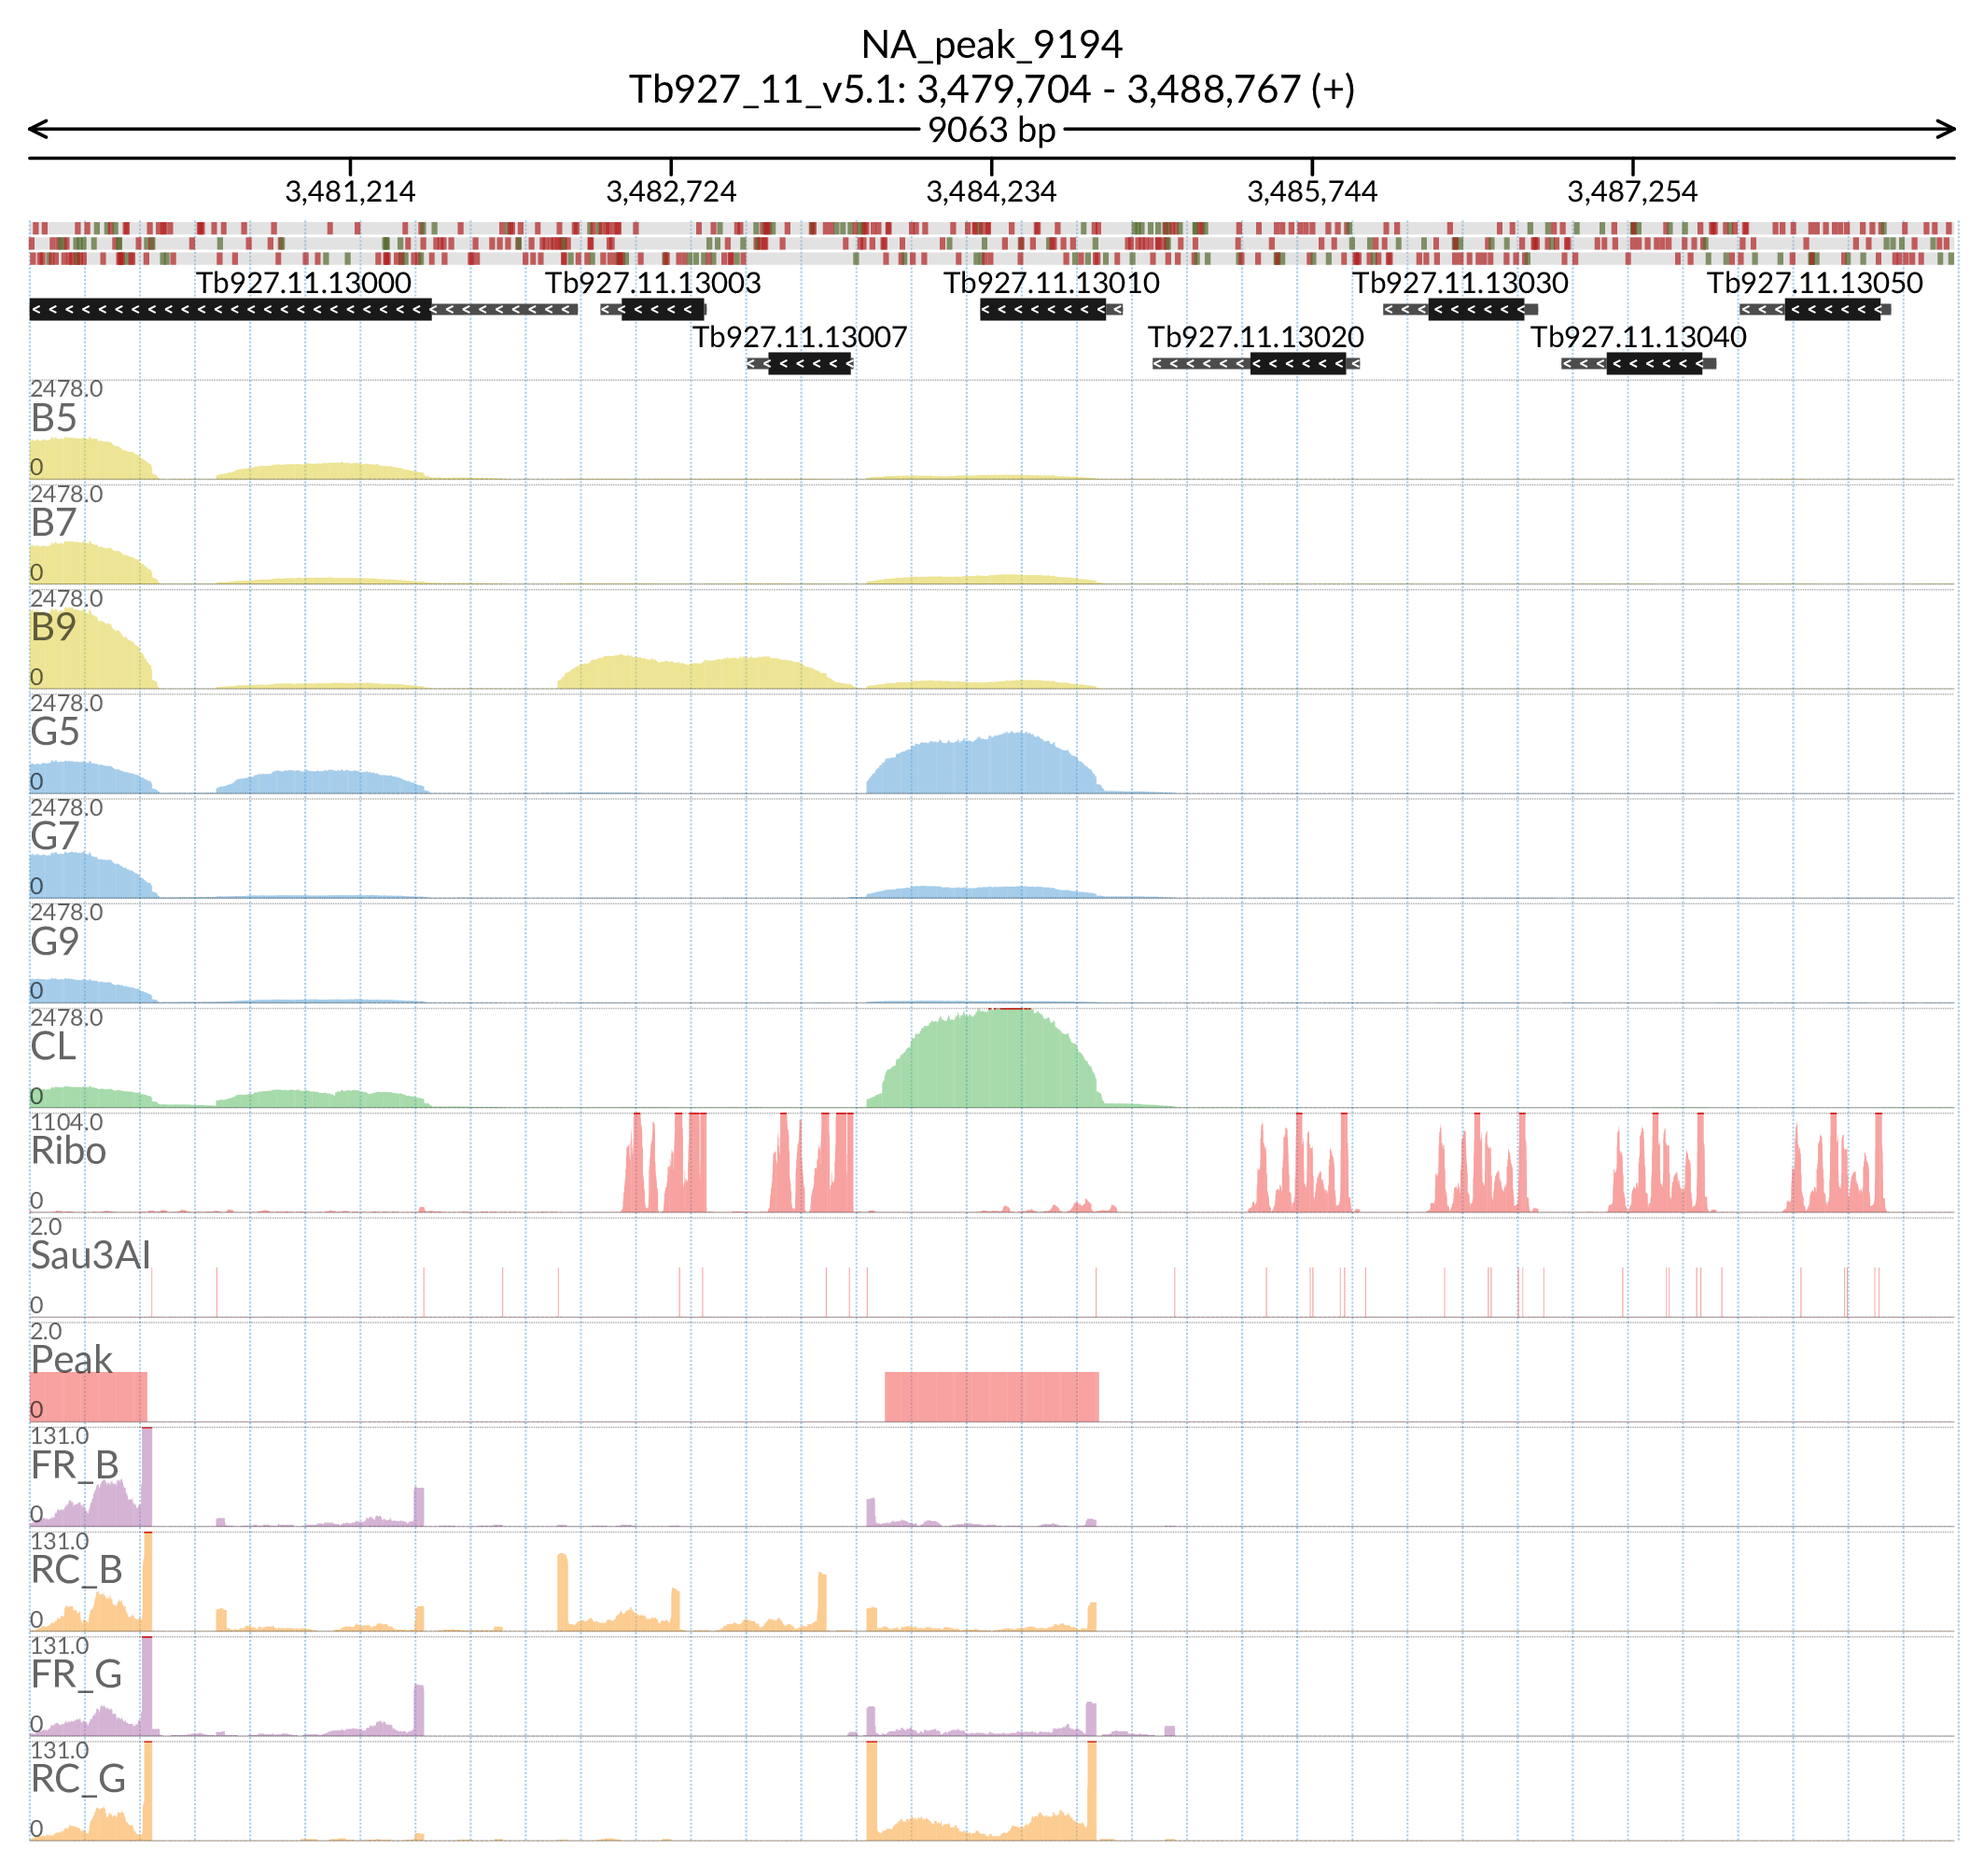 NA_peak_9194
Tb927_11_v5.1: 3,479,704 - 3,488,767 (+)
9063 bp
3,481,214 3,482,724 3,484,234 3,485,744 3,487,254
Tb927.11.13000 Tb927.11.13003 Tb927.11.13010 Tb927.11.13030 Tb927.11.13050
Tb927.11.13007 Tb927.11.13020 Tb927.11.13040
2478.0
B5
0
2478.0
B7
0
2478.0
B9
0
2478.0
G5
0
2478.0
G7
0
2478.0
G9
0
2478.0
CL
0
1104.0
Ribo
0
2.0
Sau3AI
0
2.0
Peak
0
131.0
FR_B
0
131.0
RC_B
0
131.0
FR_G
0
131.0
RC_G
0